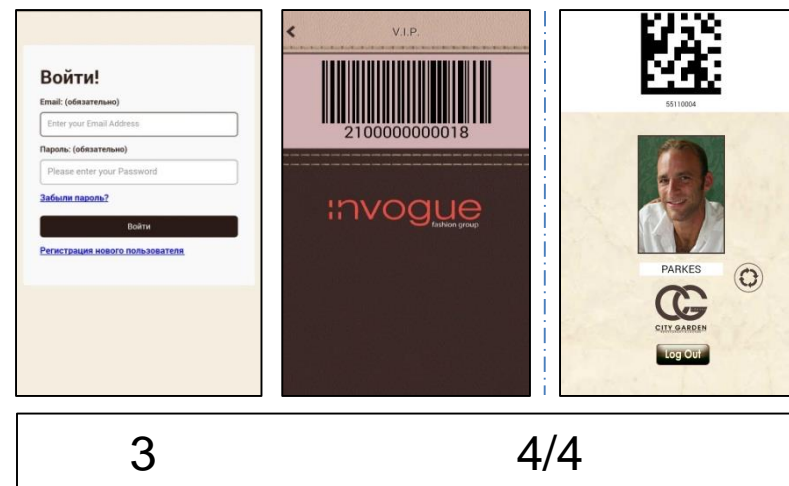 Войти!
Email: (обязательно)
Enter your Email Address
Пароль: (обязательно)
Please enter your Password
Забыли пароль?
Войти
Регистрация нового пользователя
V.I.P.
2100000000018
invogue
fashion group
55110004
PARKES
CITY GARDEN
Log Out
3
4/4